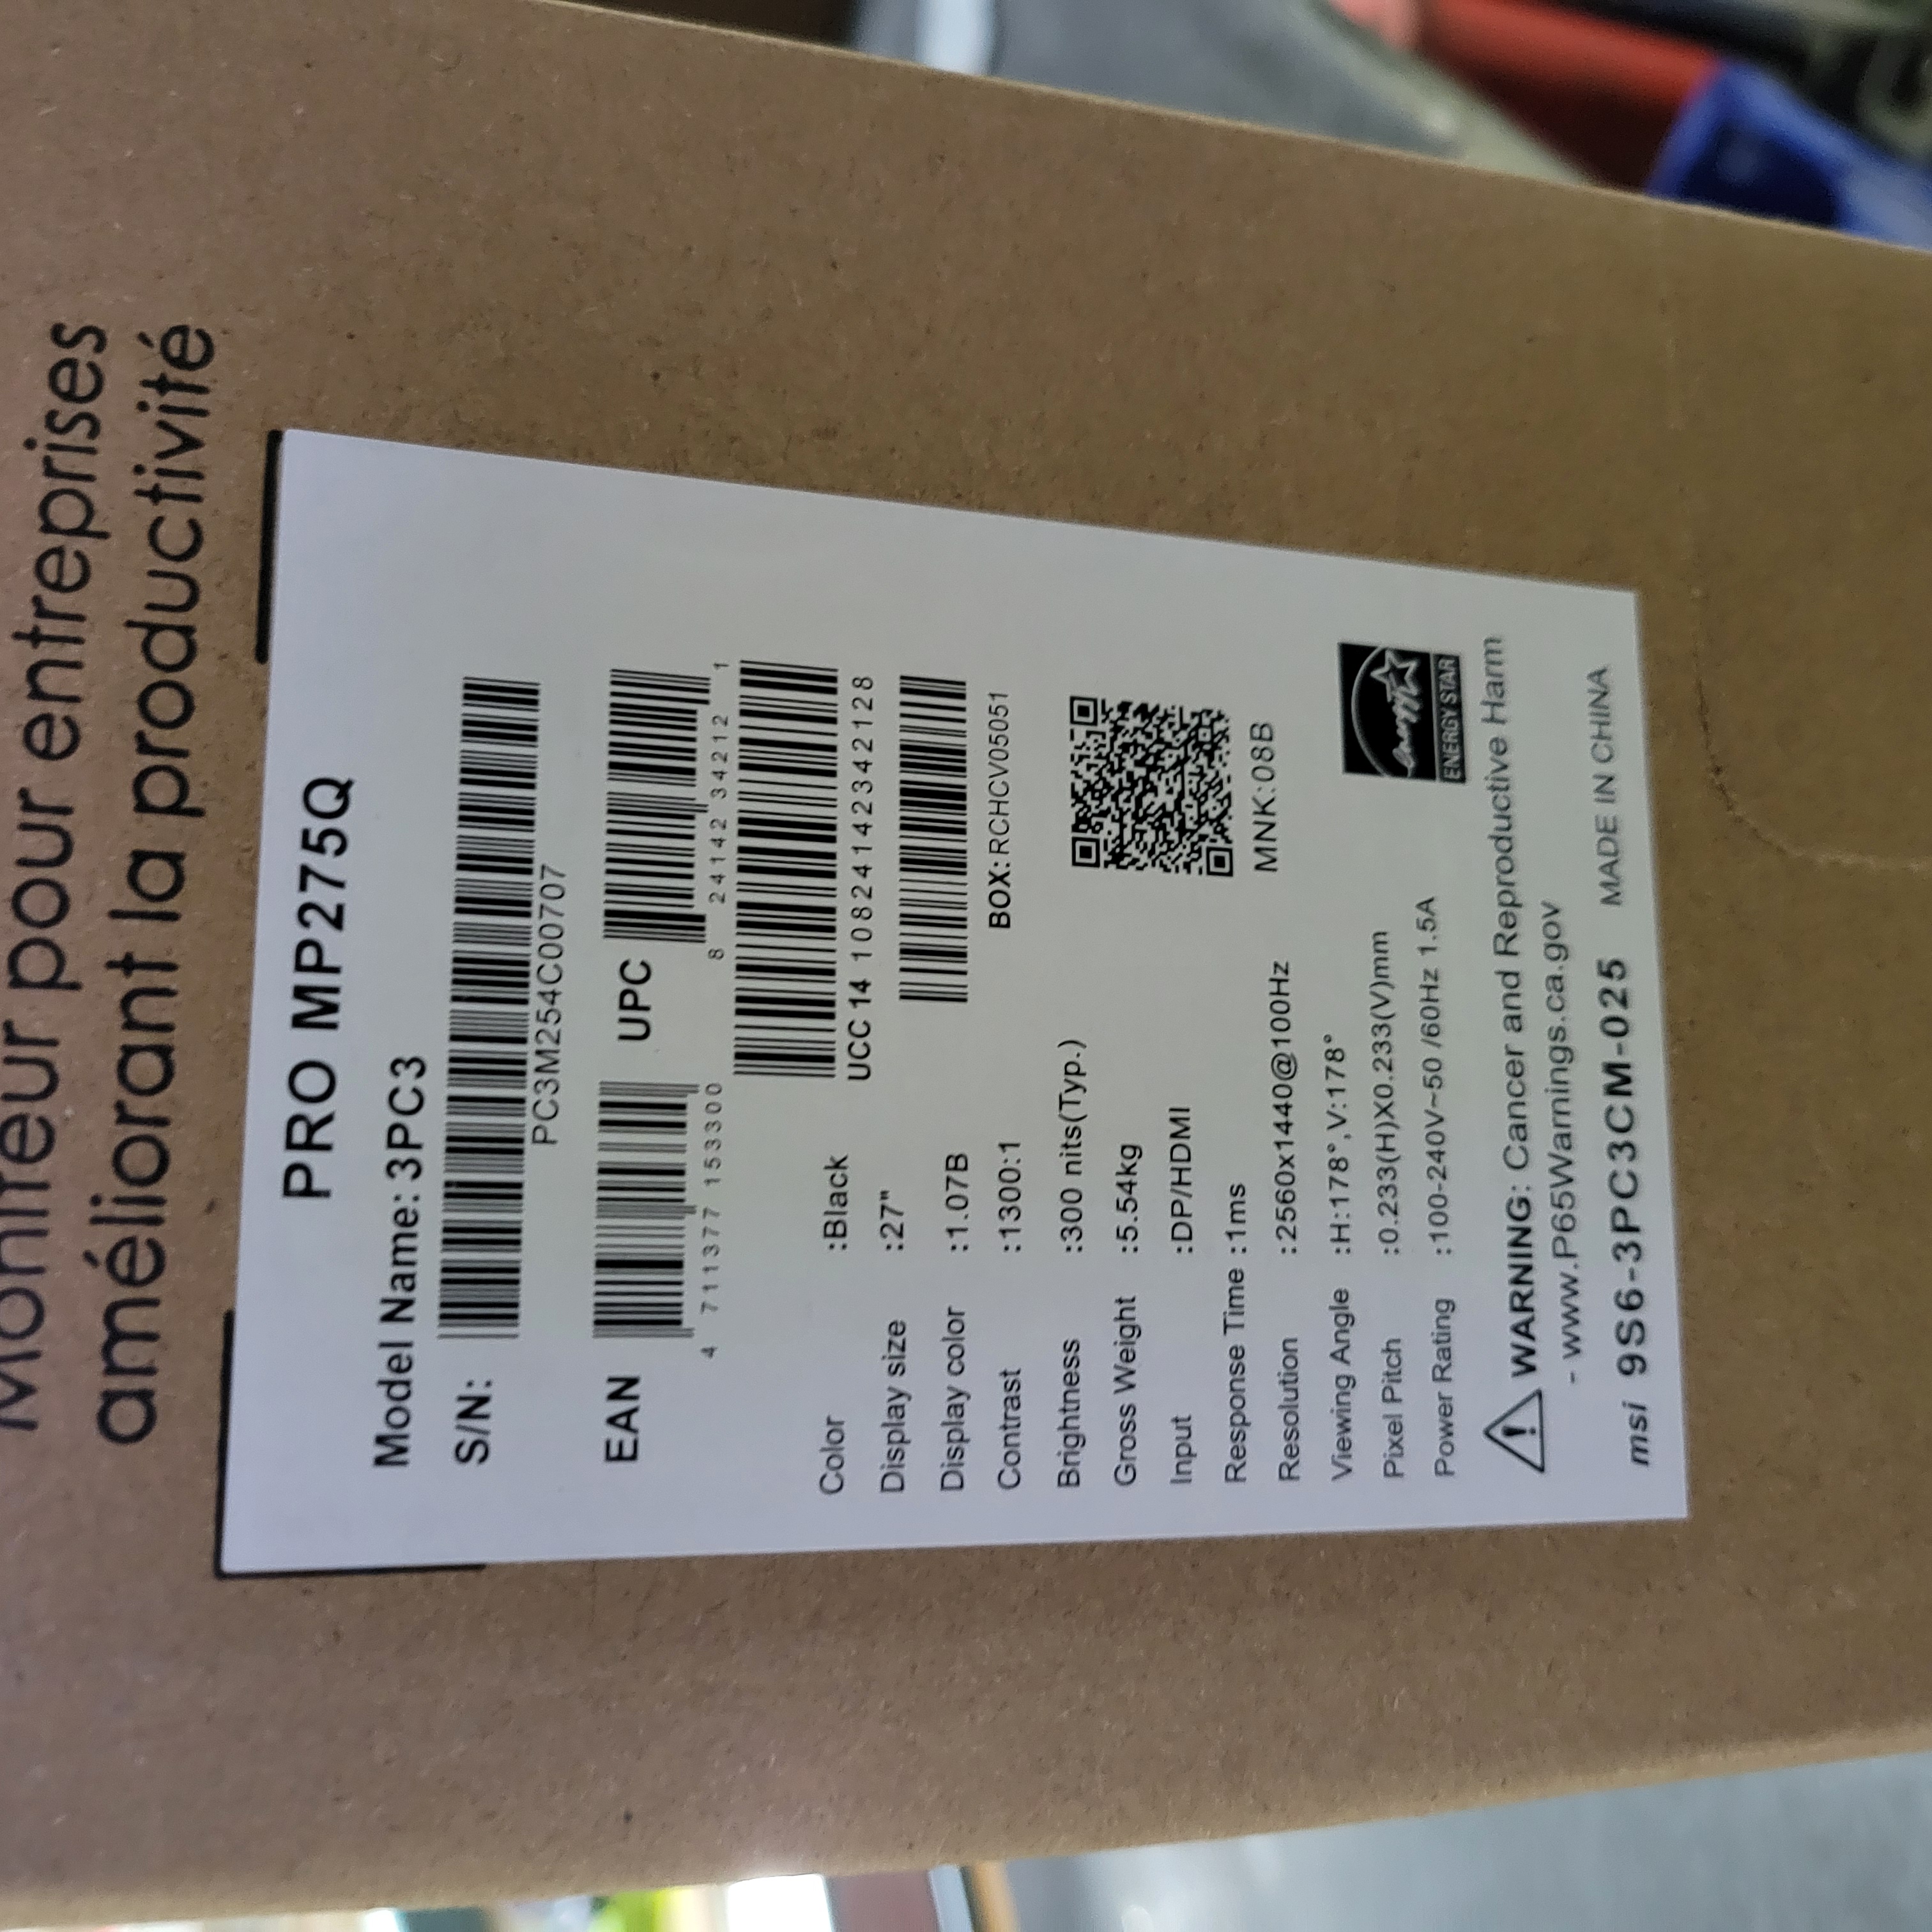 Moniteur pour entreprises
améliorant la productivité
PRO MP275Q
Model Name: 3PC3
S/N:
PC3M254C00707
EAN
4 711377 153300
UPC
8 24142 34212 1
UCC 14 10824142342128
BOX: RCHCV05051
MNK:08B
Color :Black
Display size :27"
Display color :1.07B
Contrast :1300:1
Brightness :300 nits(Typ.)
Gross Weight :5.54kg
Input :DP/HDMI
Response Time :1ms
Resolution :2560x1440@100Hz
Viewing Angle :H:178°,V:178°
Pixel Pitch :0.233(H)X0.233(V)mm
Power Rating :100-240V~50 /60Hz 1.5A
energy
ENERGY STAR
WARNING: Cancer and Reproductive Harm
- www.P65Warnings.ca.gov
msi 9S6-3PC3CM-025 MADE IN CHINA